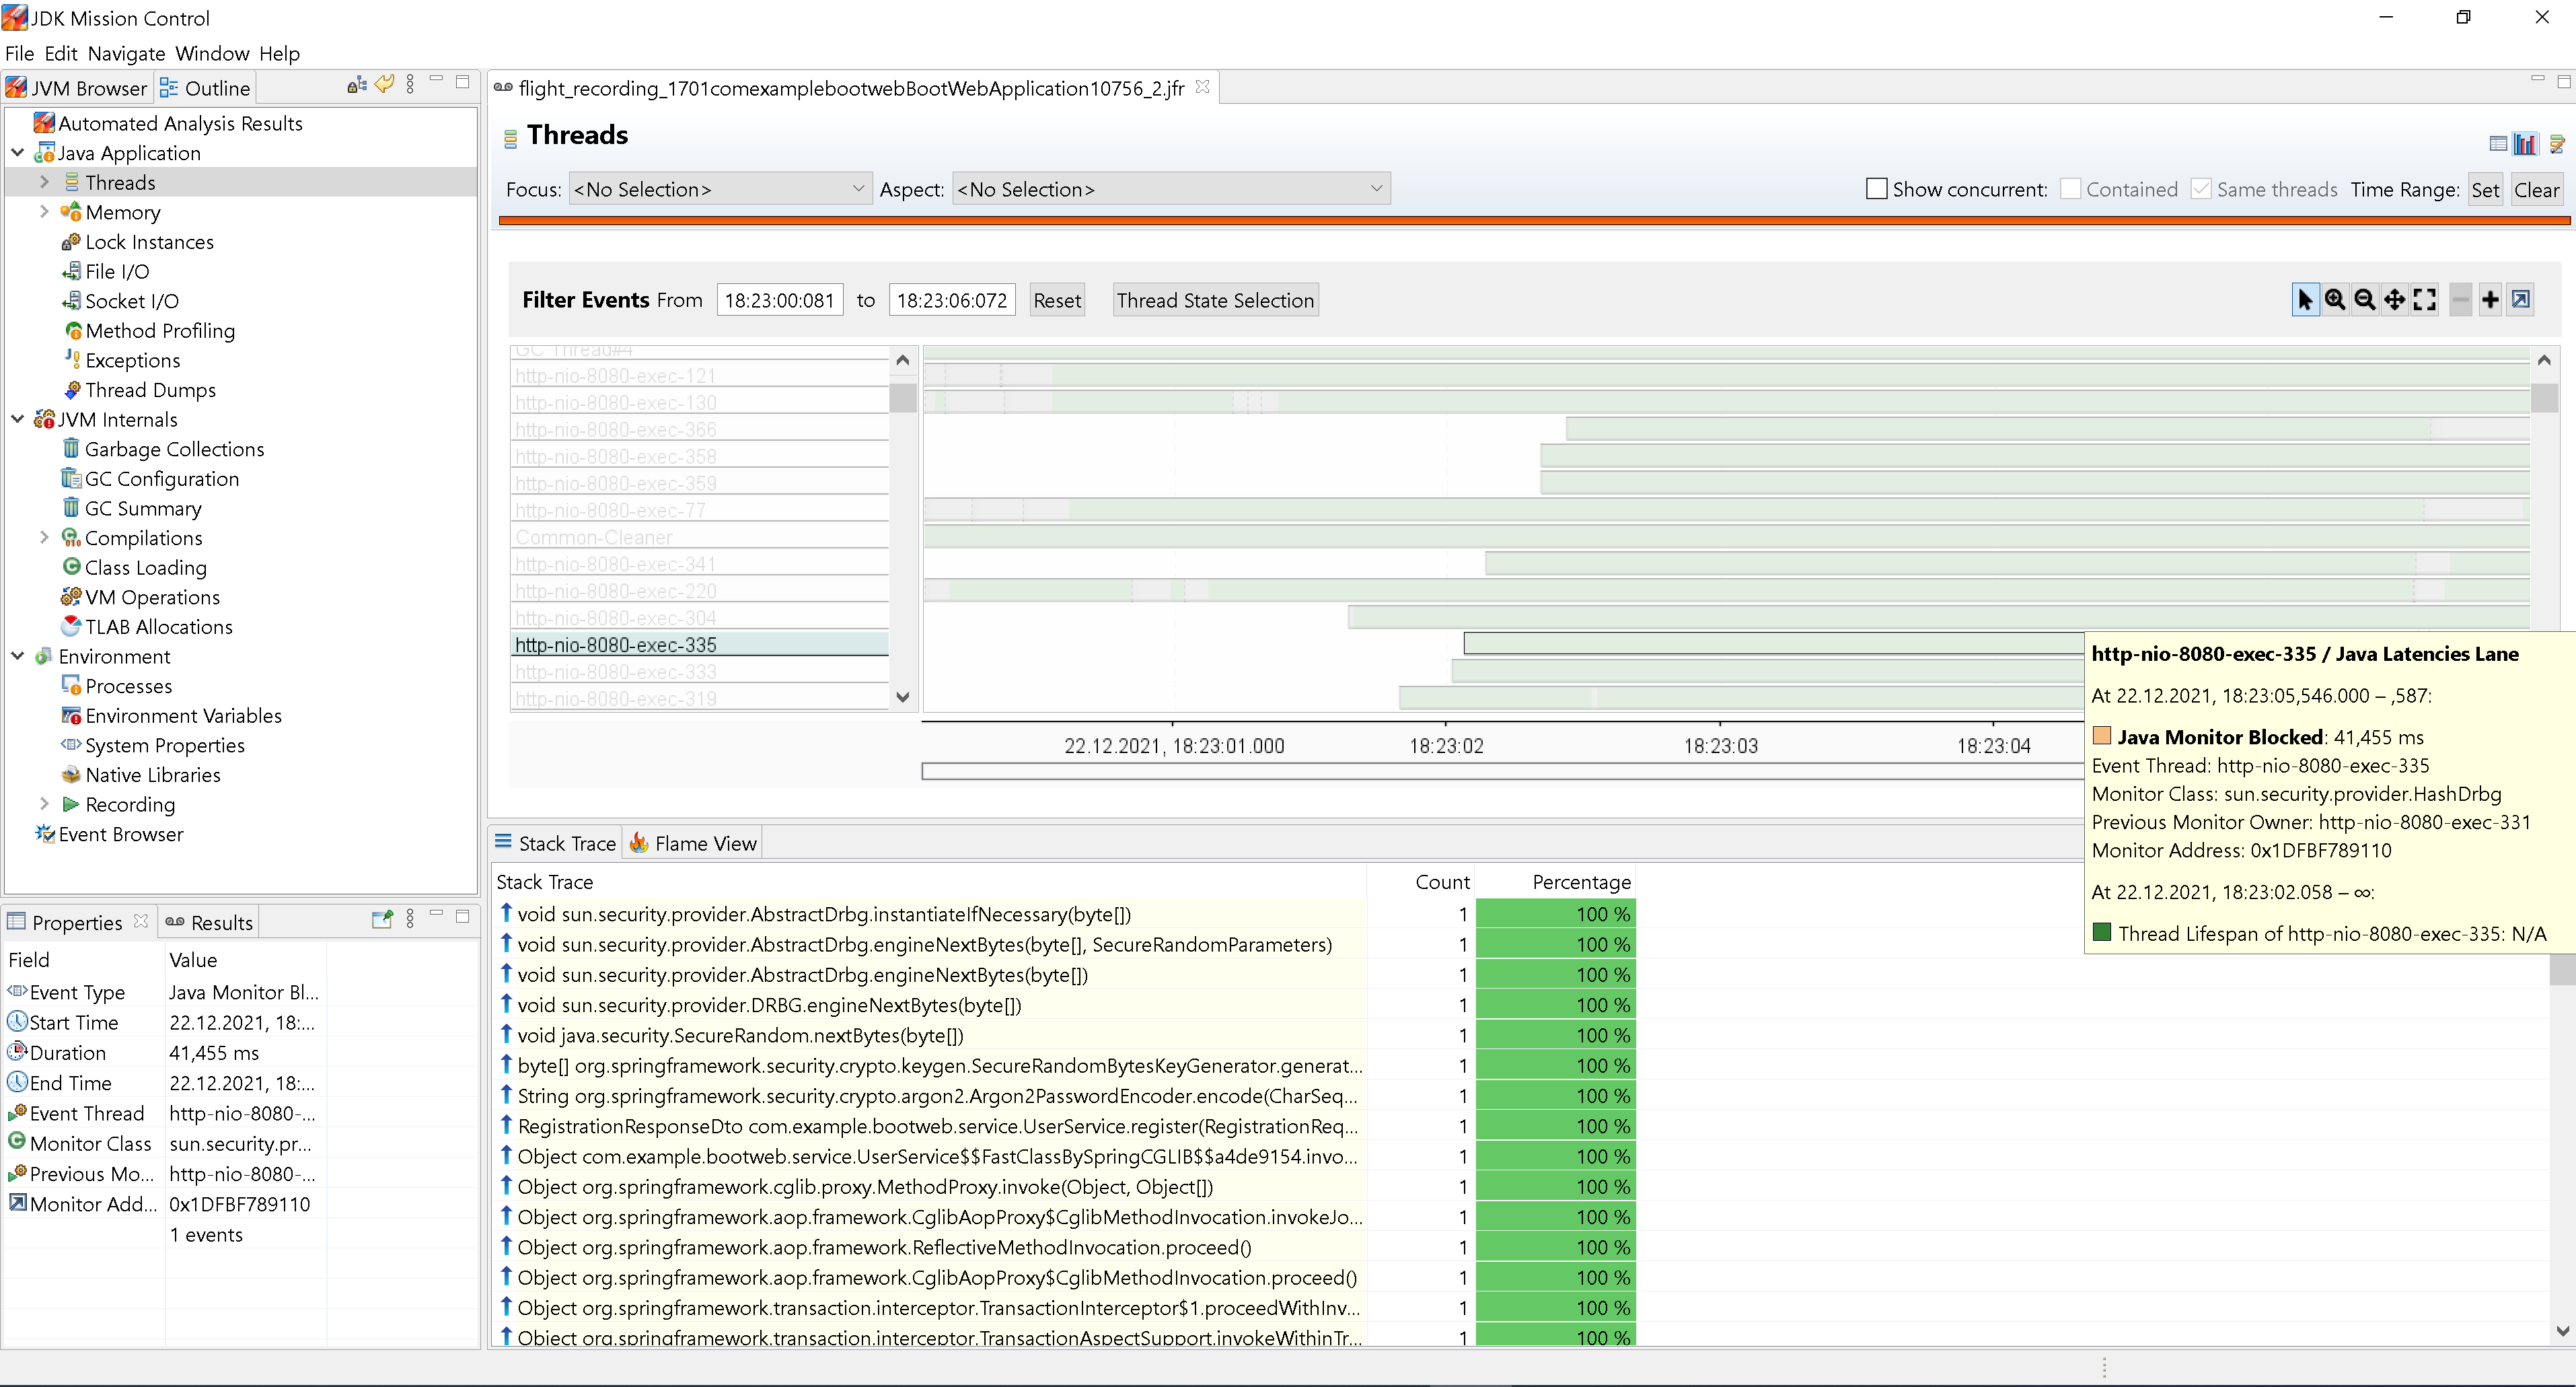 JDK Mission Control
File Edit Navigate Window Help
JVM Browser
Outline
Automated Analysis Results
Java Application
Threads
Memory
Lock Instances
File I/O
Socket I/O
Method Profiling
Exceptions
Thread Dumps
JVM Internals
Garbage Collections
GC Configuration
GC Summary
Compilations
Class Loading
VM Operations
TLAB Allocations
Environment
Processes
Environment Variables
System Properties
Native Libraries
Recording
Event Browser
Properties
Results
Field Value
Event Type Java Monitor Bl...
Start Time 22.12.2021, 18:...
Duration 41,455 ms
End Time 22.12.2021, 18:...
Event Thread http-nio-8080-...
Monitor Class sun.security.pr...
Previous Mo... http-nio-8080-...
Monitor Add... 0x1DFBF789110
1 events
flight_recording_1701comexamplebootwebBootWebApplication10756_2.jfr
Threads
Focus: <No Selection> Aspect: <No Selection> Show concurrent: Contained Same threads Time Range: Set Clear
Filter Events From 18:23:00:081 to 18:23:06:072 Reset Thread State Selection
GC Thread#4
http-nio-8080-exec-121
http-nio-8080-exec-130
http-nio-8080-exec-366
http-nio-8080-exec-358
http-nio-8080-exec-359
http-nio-8080-exec-77
Common-Cleaner
http-nio-8080-exec-341
http-nio-8080-exec-220
http-nio-8080-exec-304
http-nio-8080-exec-335
http-nio-8080-exec-333
http-nio-8080-exec-319
22.12.2021, 18:23:01.000 18:23:02 18:23:03 18:23:04
http-nio-8080-exec-335 / Java Latencies Lane
At 22.12.2021, 18:23:05,546.000 – ,587:
Java Monitor Blocked: 41,455 ms
Event Thread: http-nio-8080-exec-335
Monitor Class: sun.security.provider.HashDrbg
Previous Monitor Owner: http-nio-8080-exec-331
Monitor Address: 0x1DFBF789110
At 22.12.2021, 18:23:02.058 – ∞:
Thread Lifespan of http-nio-8080-exec-335: N/A
Stack Trace
Flame View
Stack Trace Count Percentage
void sun.security.provider.AbstractDrbg.instantiateIfNecessary(byte[]) 1 100 %
void sun.security.provider.AbstractDrbg.engineNextBytes(byte[], SecureRandomParameters) 1 100 %
void sun.security.provider.AbstractDrbg.engineNextBytes(byte[]) 1 100 %
void sun.security.provider.DRBG.engineNextBytes(byte[]) 1 100 %
void java.security.SecureRandom.nextBytes(byte[]) 1 100 %
byte[] org.springframework.security.crypto.keygen.SecureRandomBytesKeyGenerator.generat... 1 100 %
String org.springframework.security.crypto.argon2.Argon2PasswordEncoder.encode(CharSeq... 1 100 %
RegistrationResponseDto com.example.bootweb.service.UserService.register(RegistrationReq... 1 100 %
Object com.example.bootweb.service.UserService$$FastClassBySpringCGLIB$$a4de9154.invo... 1 100 %
Object org.springframework.cglib.proxy.MethodProxy.invoke(Object, Object[]) 1 100 %
Object org.springframework.aop.framework.CglibAopProxy$CglibMethodInvocation.invokeJo... 1 100 %
Object org.springframework.aop.framework.ReflectiveMethodInvocation.proceed() 1 100 %
Object org.springframework.aop.framework.CglibAopProxy$CglibMethodInvocation.proceed() 1 100 %
Object org.springframework.transaction.interceptor.TransactionInterceptor$1.proceedWithInv... 1 100 %
Object org.springframework.transaction.interceptor.TransactionAspectSupport.invokeWithinTr... 1 100 %